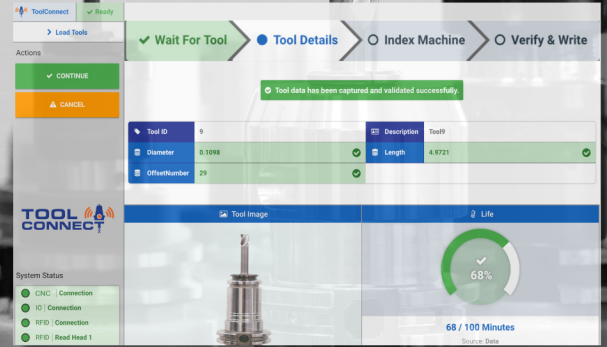 ToolConnect
Ready
Load Tools
Actions
CONTINUE
CANCEL
Wait For Tool
Tool Details
Index Machine
Verify & Write
Tool data has been captured and validated successfully.
Tool ID 9
Description Tool9
Diameter 0.1098
Length 4.9721
OffsetNumber 29
TOOL
CONNECT
Tool Image
Life
68%
68 / 100 Minutes
Source: Data
System Status
CNC | Connection
IO | Connection
RFID | Connection
RFID | Read Head 1